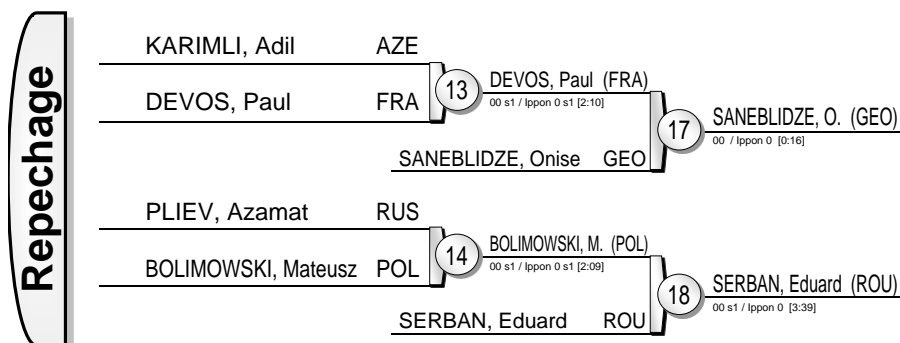 Repechage
KARIMLI, Adil AZE
DEVOS, Paul FRA
13
DEVOS, Paul (FRA)
00 s1 / Ippon 0 s1 [2:10]
SANEBLIDZE, Onise GEO
17
SANEBLIDZE, O. (GEO)
00 / Ippon 0 [0:16]
PLIEV, Azamat RUS
BOLIMOWSKI, Mateusz POL
14
BOLIMOWSKI, M. (POL)
00 s1 / Ippon 0 s1 [2:09]
SERBAN, Eduard ROU
18
SERBAN, Eduard (ROU)
00 s1 / Ippon 0 [3:39]